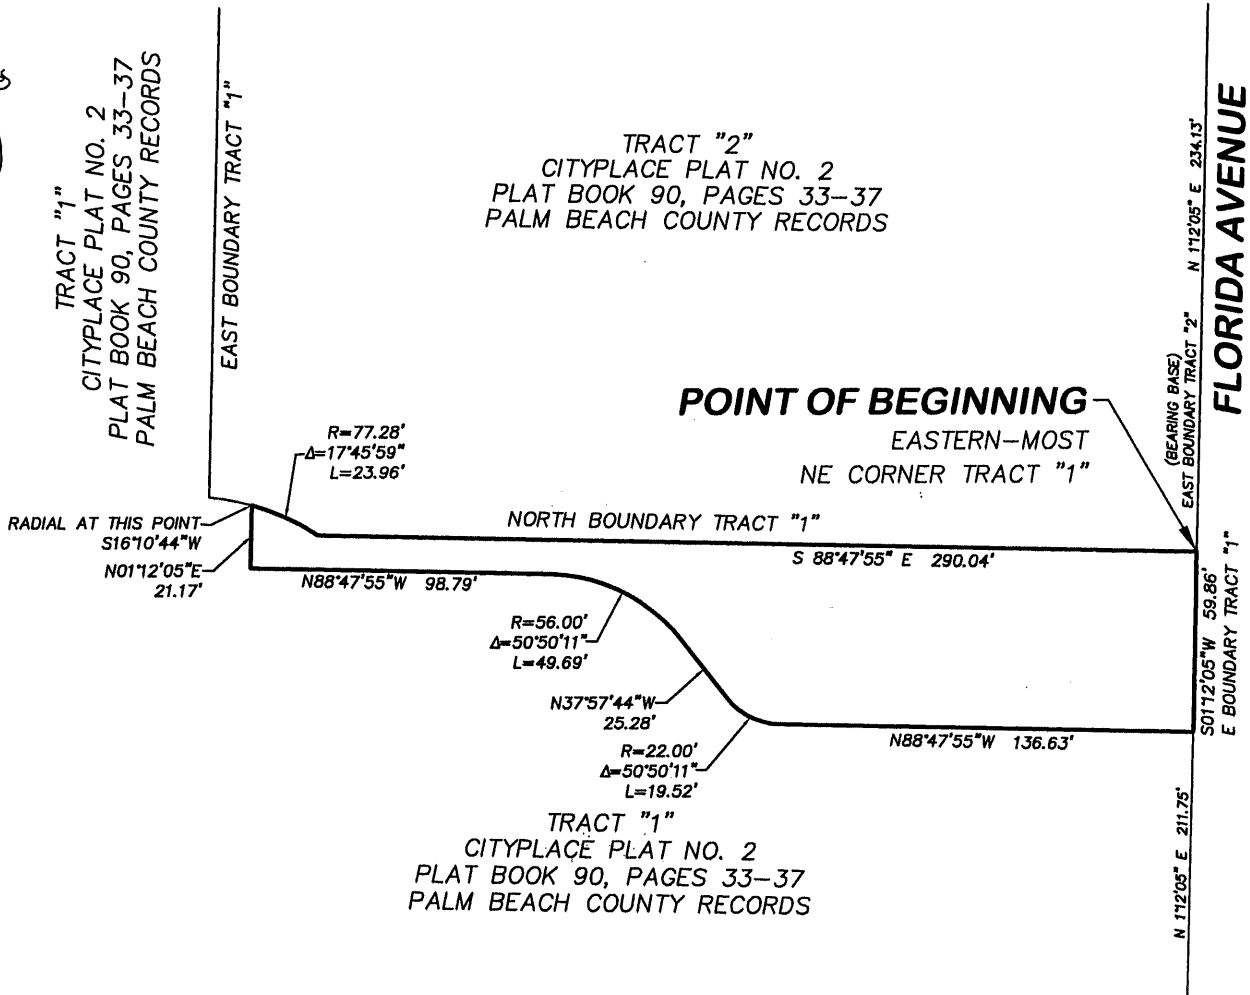 TRACT "1"
CITYPLACE PLAT NO. 2
PLAT BOOK 90, PAGES 33-37
PALM BEACH COUNTY RECORDS
EAST BOUNDARY TRACT "1"
TRACT "2"
CITYPLACE PLAT NO. 2
PLAT BOOK 90, PAGES 33-37
PALM BEACH COUNTY RECORDS
N 1°12'05" E 234.13'
FLORIDA AVENUE
(BEARING BASE)
EAST BOUNDARY TRACT "2"
POINT OF BEGINNING
EASTERN-MOST
NE CORNER TRACT "1"
R=77.28'
Δ=17°45'59"
L=23.96'
RADIAL AT THIS POINT
S16°10'44"W
N01°12'05"E
21.17'
NORTH BOUNDARY TRACT "1"
S 88°47'55" E 290.04'
N88°47'55"W 98.79'
R=56.00'
Δ=50°50'11"
L=49.69'
N37°57'44"W
25.28'
R=22.00'
Δ=50°50'11"
L=19.52'
N88°47'55"W 136.63'
S01°12'05"W 59.86'
E BOUNDARY TRACT "1"
N 1°12'05" E 211.75'
TRACT "1"
CITYPLACE PLAT NO. 2
PLAT BOOK 90, PAGES 33-37
PALM BEACH COUNTY RECORDS